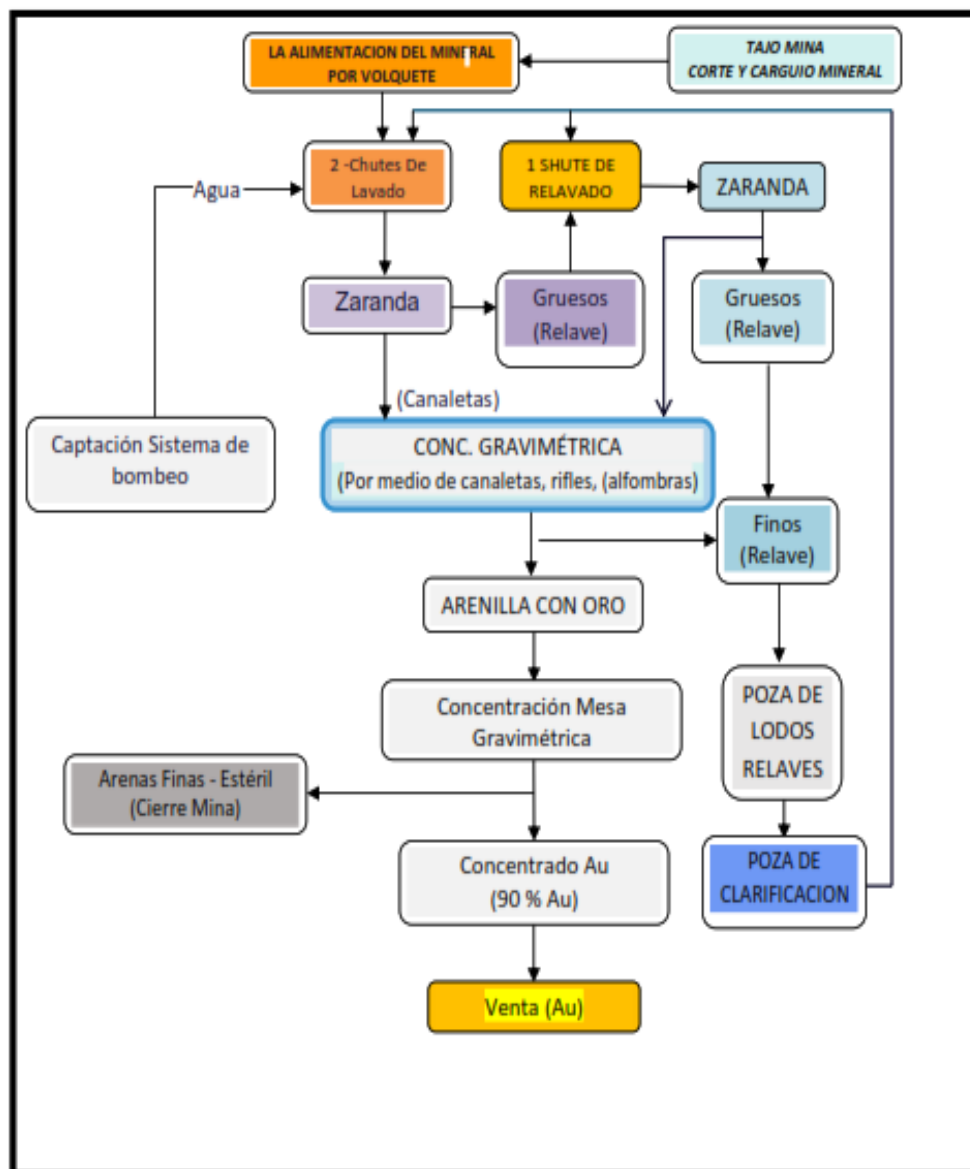 LA ALIMENTACION DEL MINERAL
POR VOLQUETE
TAJO MINA
CORTE Y CARGUIO MINERAL
2 -Chutes De
Lavado
1 SHUTE DE
RELAVADO
ZARANDA
Agua
Zaranda
Gruesos
(Relave)
Gruesos
(Relave)
(Canaletas)
Captación Sistema de
bombeo
CONC. GRAVIMÉTRICA
(Por medio de canaletas, rifles, (alfombras)
Finos
(Relave)
ARENILLA CON ORO
Concentración Mesa
Gravimétrica
POZA DE
LODOS
RELAVES
Arenas Finas - Estéril
(Cierre Mina)
Concentrado Au
(90 % Au)
POZA DE
CLARIFICACION
Venta (Au)